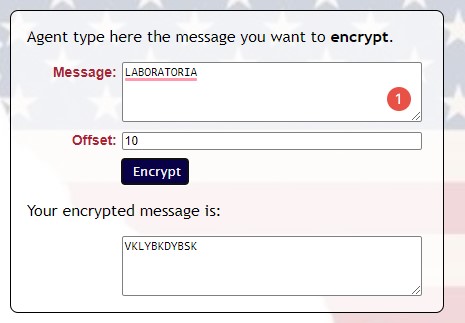 Agent type here the message you want to encrypt.
Message: LABORATORIA
1
Offset: 10
Encrypt
Your encrypted message is:
VKLYBKDYBSK